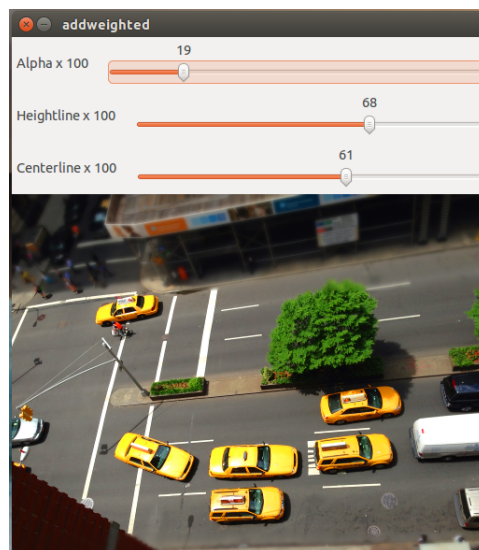 addweighted
19
Alpha x 100
68
Heightline x 100
61
Centerline x 100